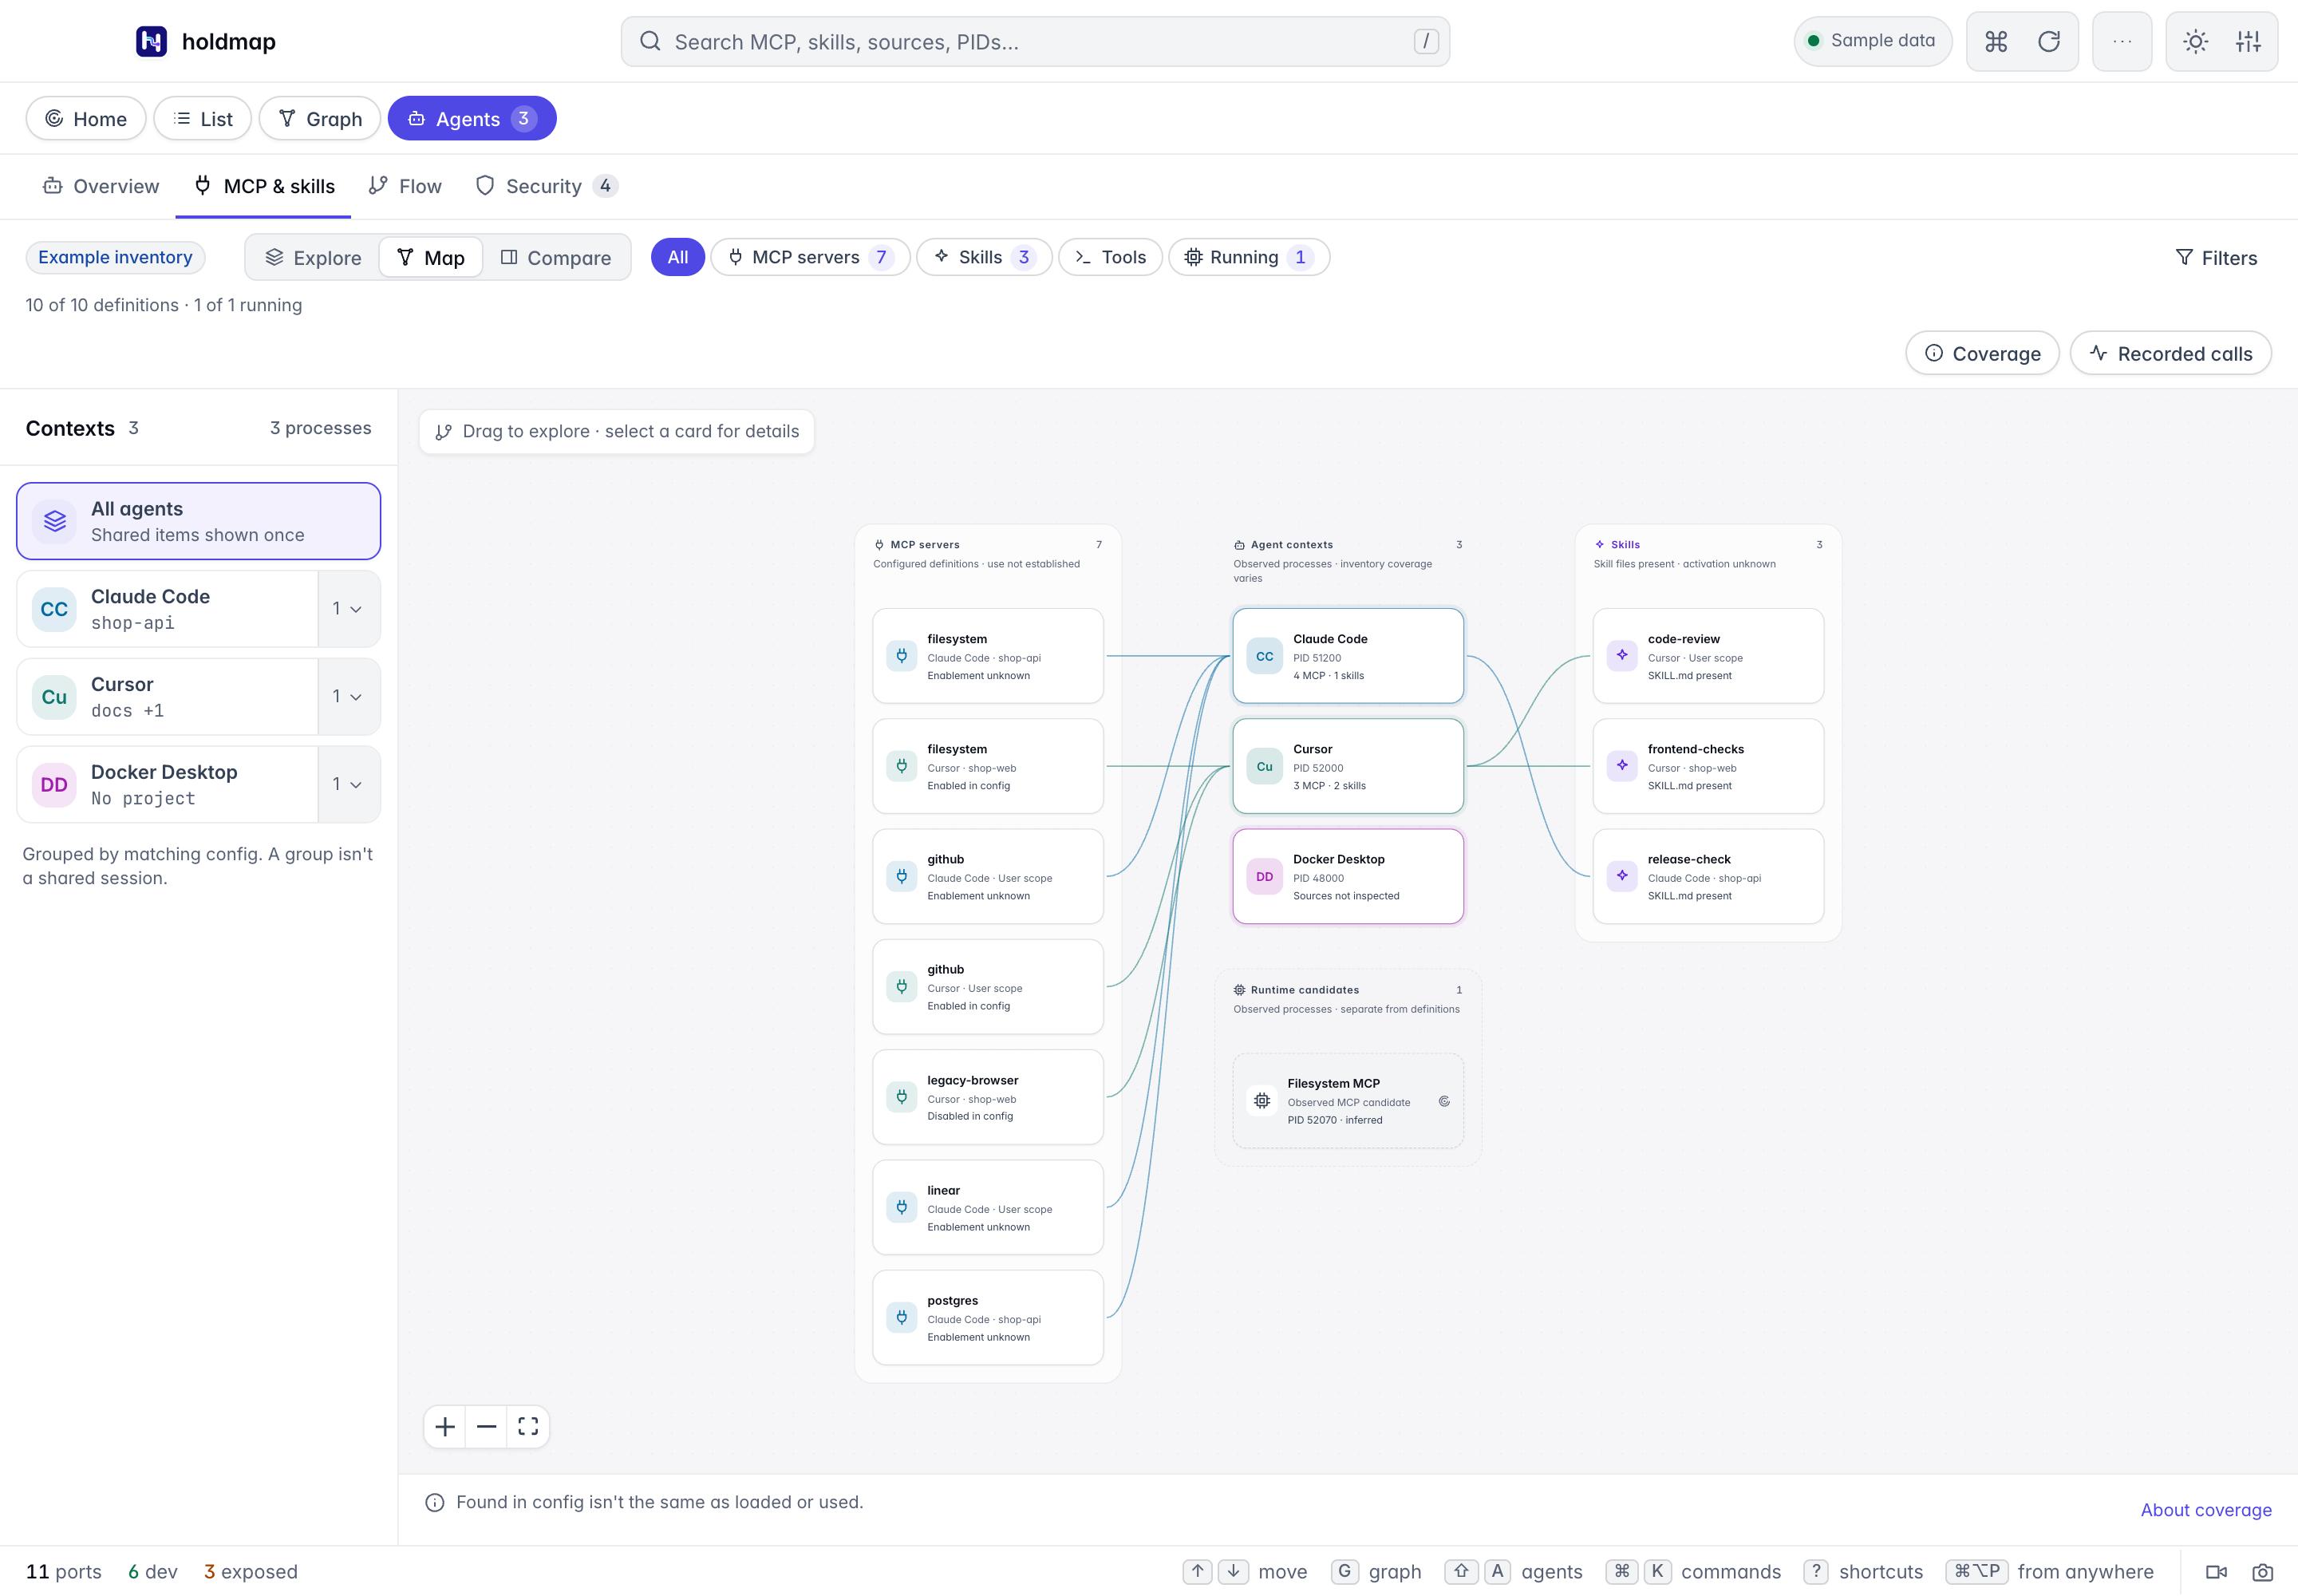 holdmap
Search MCP, skills, sources, PIDs...
/
Sample data
Home
List
Graph
Agents 3
Overview
MCP & skills
Flow
Security 4
Example inventory
Explore
Map
Compare
All
MCP servers 7
Skills 3
Tools
Running 1
Filters
10 of 10 definitions · 1 of 1 running
Coverage
Recorded calls
Contexts 3
3 processes
All agents
Shared items shown once
CC
Claude Code
shop-api
1
Cu
Cursor
docs +1
1
DD
Docker Desktop
No project
1
Grouped by matching config. A group isn't
a shared session.
Drag to explore · select a card for details
MCP servers 7
Configured definitions · use not established
filesystem
Claude Code · shop-api
Enablement unknown
filesystem
Cursor · shop-web
Enabled in config
github
Claude Code · User scope
Enablement unknown
github
Cursor · User scope
Enabled in config
legacy-browser
Cursor · shop-web
Disabled in config
linear
Claude Code · User scope
Enablement unknown
postgres
Claude Code · shop-api
Enablement unknown
Agent contexts 3
Observed processes · inventory coverage
varies
CC
Claude Code
PID 51200
4 MCP · 1 skills
Cu
Cursor
PID 52000
3 MCP · 2 skills
DD
Docker Desktop
PID 48000
Sources not inspected
Runtime candidates 1
Observed processes · separate from definitions
Filesystem MCP
Observed MCP candidate
PID 52070 · inferred
Skills 3
Skill files present · activation unknown
code-review
Cursor · User scope
SKILL.md present
frontend-checks
Cursor · shop-web
SKILL.md present
release-check
Claude Code · shop-api
SKILL.md present
Found in config isn't the same as loaded or used.
About coverage
11 ports
6 dev
3 exposed
↑ ↓ move
G graph
⇧ A agents
⌘ K commands
? shortcuts
⌘⌥P from anywhere